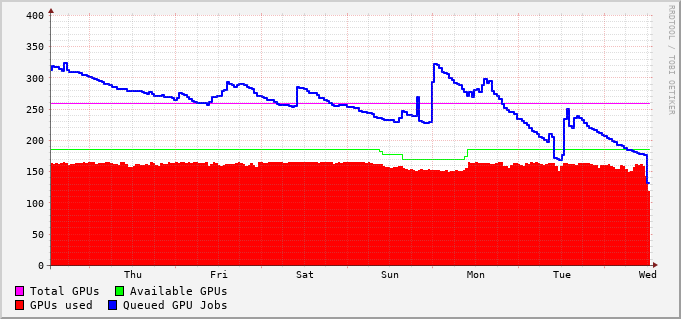 400
350
300
250
200
150
100
50
0
Thu Fri Sat Sun Mon Tue Wed
Total GPUs Available GPUs
GPUs used Queued GPU Jobs
RRDTOOL / TOBI OETIKER